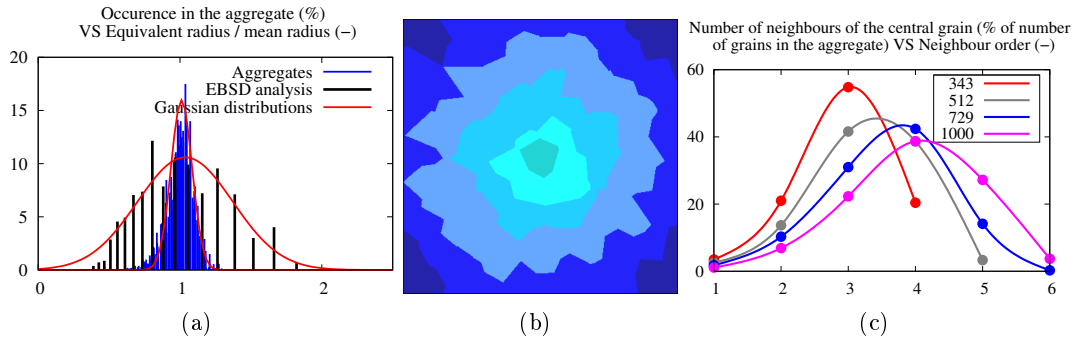 Occurence in the aggregate (%)
VS Equivalent radius / mean radius (−)
20
15
10
5
0
Aggregates
EBSD analysis
Gaussian distributions
0
1
2
(a)
(b)
Number of neighbours of the central grain (% of number
of grains in the aggregate) VS Neighbour order (−)
60
40
20
0
343
512
729
1000
1
2
3
4
5
6
(c)